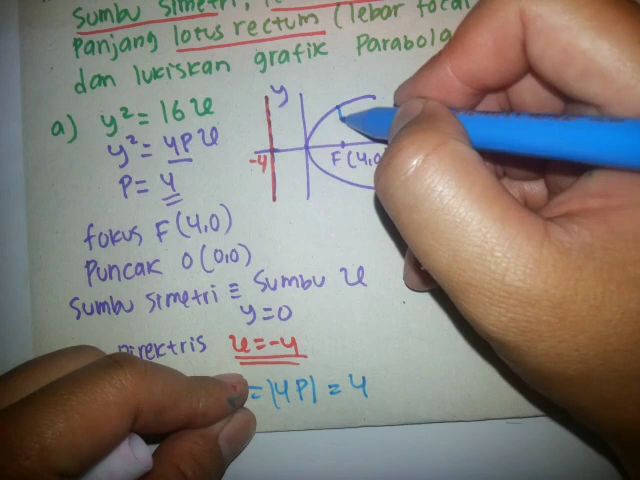 Sumbu simetri,
Panjang lotus rectum (lebar focal
dan lukiskan grafik Parabola
a) y² = 16x
y² = 4Px
P = 4
fokus F(4,0)
Puncak O(0,0)
Sumbu simetri ≡ Sumbu x
y=0
Direktris x=-4
= |4P| = 4
y
-4
F(4,0